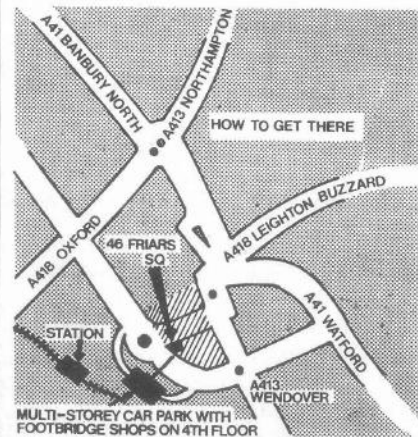 A41 BANBURY NORTH
A413 NORTHAMPTON
HOW TO GET THERE
A418 LEIGHTON BUZZARD
A418 OXFORD
46 FRIARS
SQ
A41 WATFORD
STATION
A413
WENDOVER
MULTI-STOREY CAR PARK WITH
FOOTBRIDGE SHOPS ON 4TH FLOOR